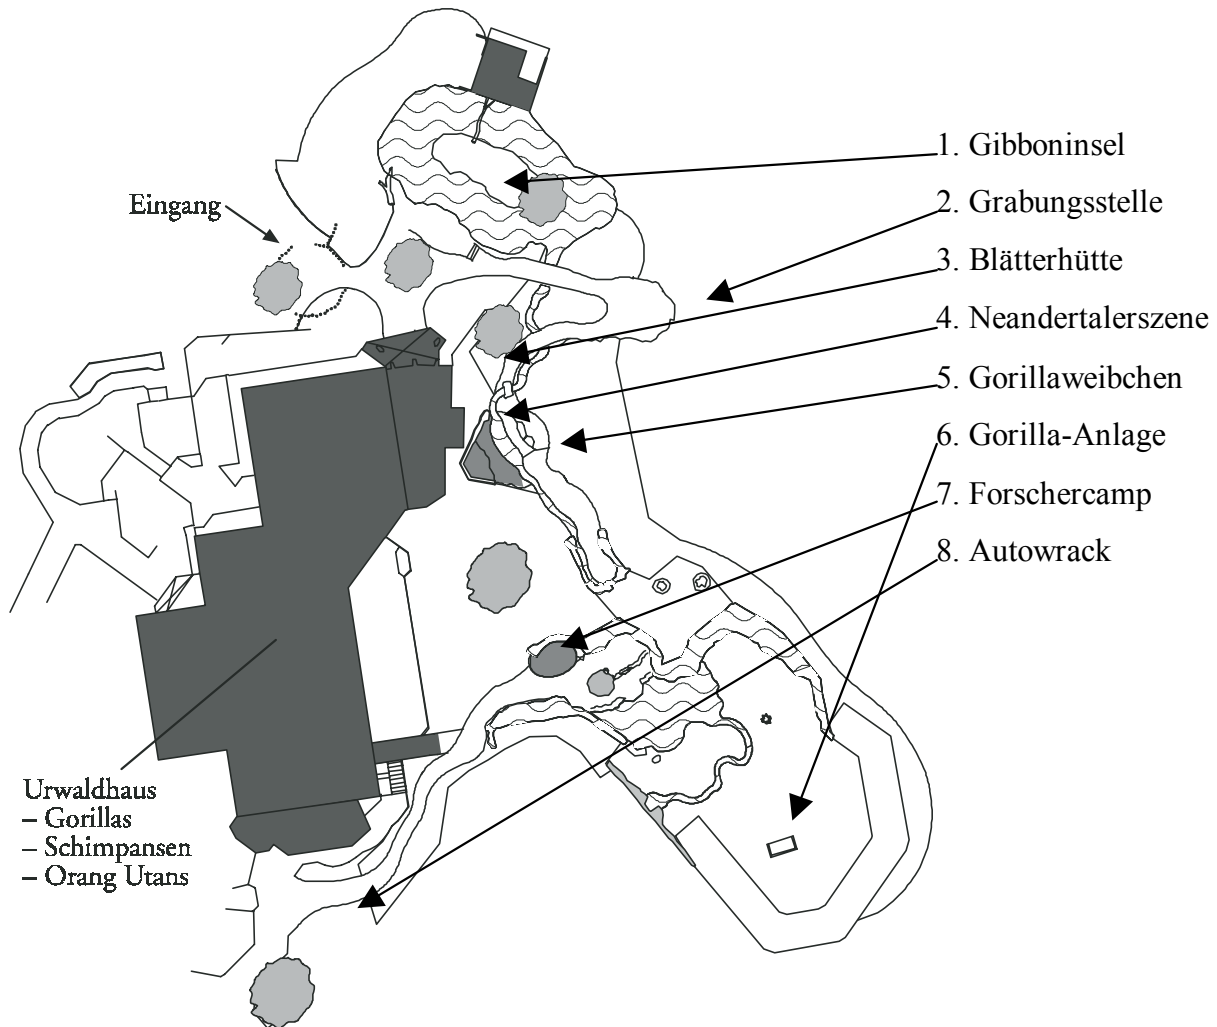 1. Gibboninsel
2. Grabungsstelle
Eingang
3. Blätterhütte
4. Neandertalerszene
5. Gorillaweibchen
6. Gorilla-Anlage
7. Forschercamp
8. Autowrack
Urwaldhaus
– Gorillas
– Schimpansen
– Orang Utans